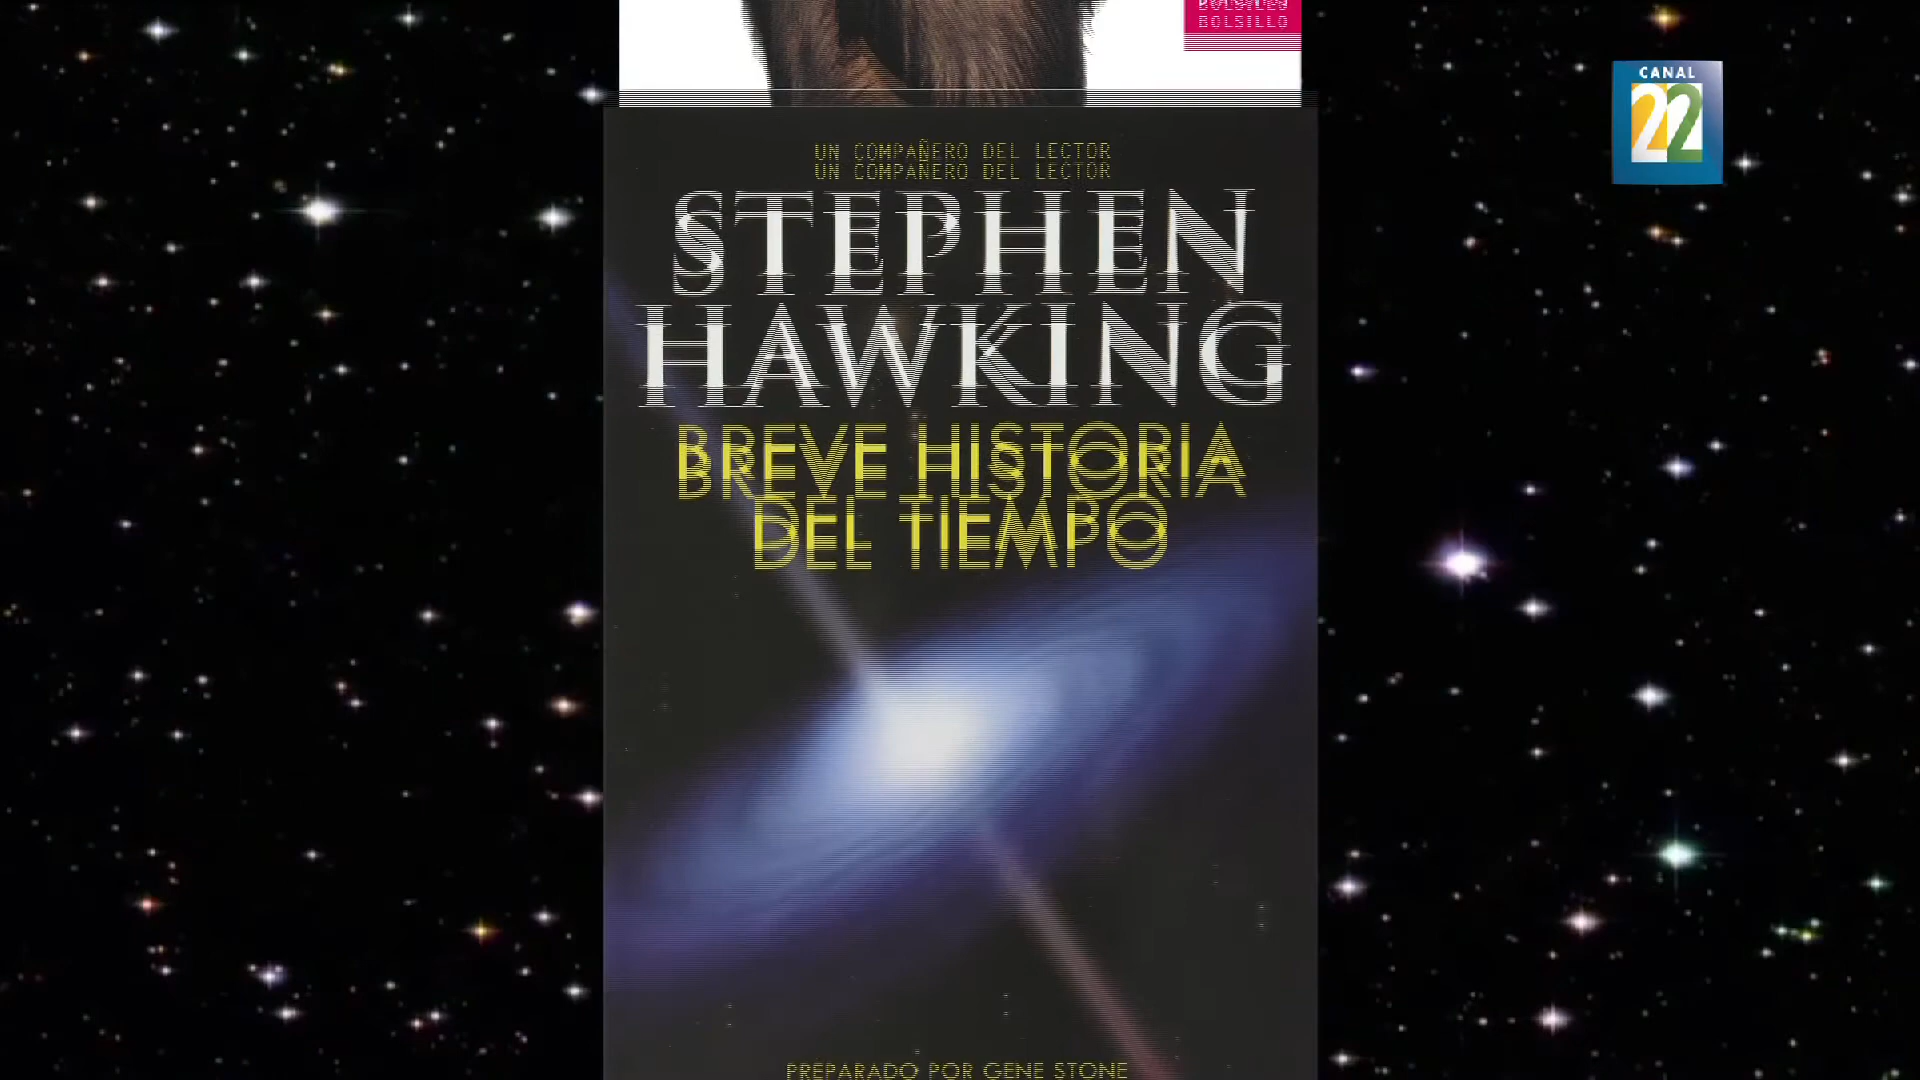 BOLSILLO
CANAL
22
UN COMPAÑERO DEL LECTOR
STEPHEN
HAWKING
BREVE HISTORIA
DEL TIEMPO
PREPARADO POR GENE STONE